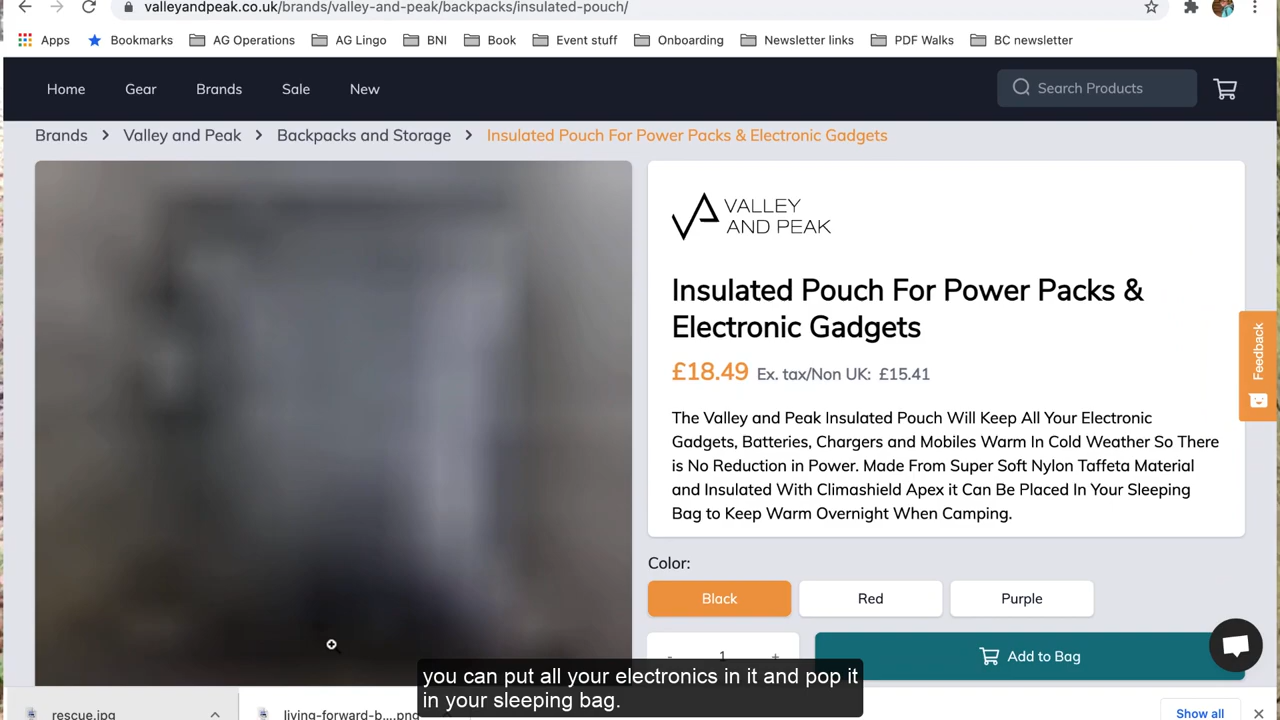 valleyandpeak.co.uk/brands/valley-and-peak/backpacks/insulated-pouch/
Apps Bookmarks AG Operations AG Lingo BNI Book Event stuff Onboarding Newsletter links PDF Walks BC newsletter
Home Gear Brands Sale New Search Products
Brands > Valley and Peak > Backpacks and Storage > Insulated Pouch For Power Packs & Electronic Gadgets
VALLEY
AND PEAK
Insulated Pouch For Power Packs &
Electronic Gadgets
£18.49 Ex. tax/Non UK: £15.41
Feedback
The Valley and Peak Insulated Pouch Will Keep All Your Electronic
Gadgets, Batteries, Chargers and Mobiles Warm In Cold Weather So There
is No Reduction in Power. Made From Super Soft Nylon Taffeta Material
and Insulated With Climashield Apex it Can Be Placed In Your Sleeping
Bag to Keep Warm Overnight When Camping.
Color:
Black Red Purple
- 1 + Add to Bag
you can put all your electronics in it and pop it
in your sleeping bag.
rescue.jpg living-forward-b....png Show all